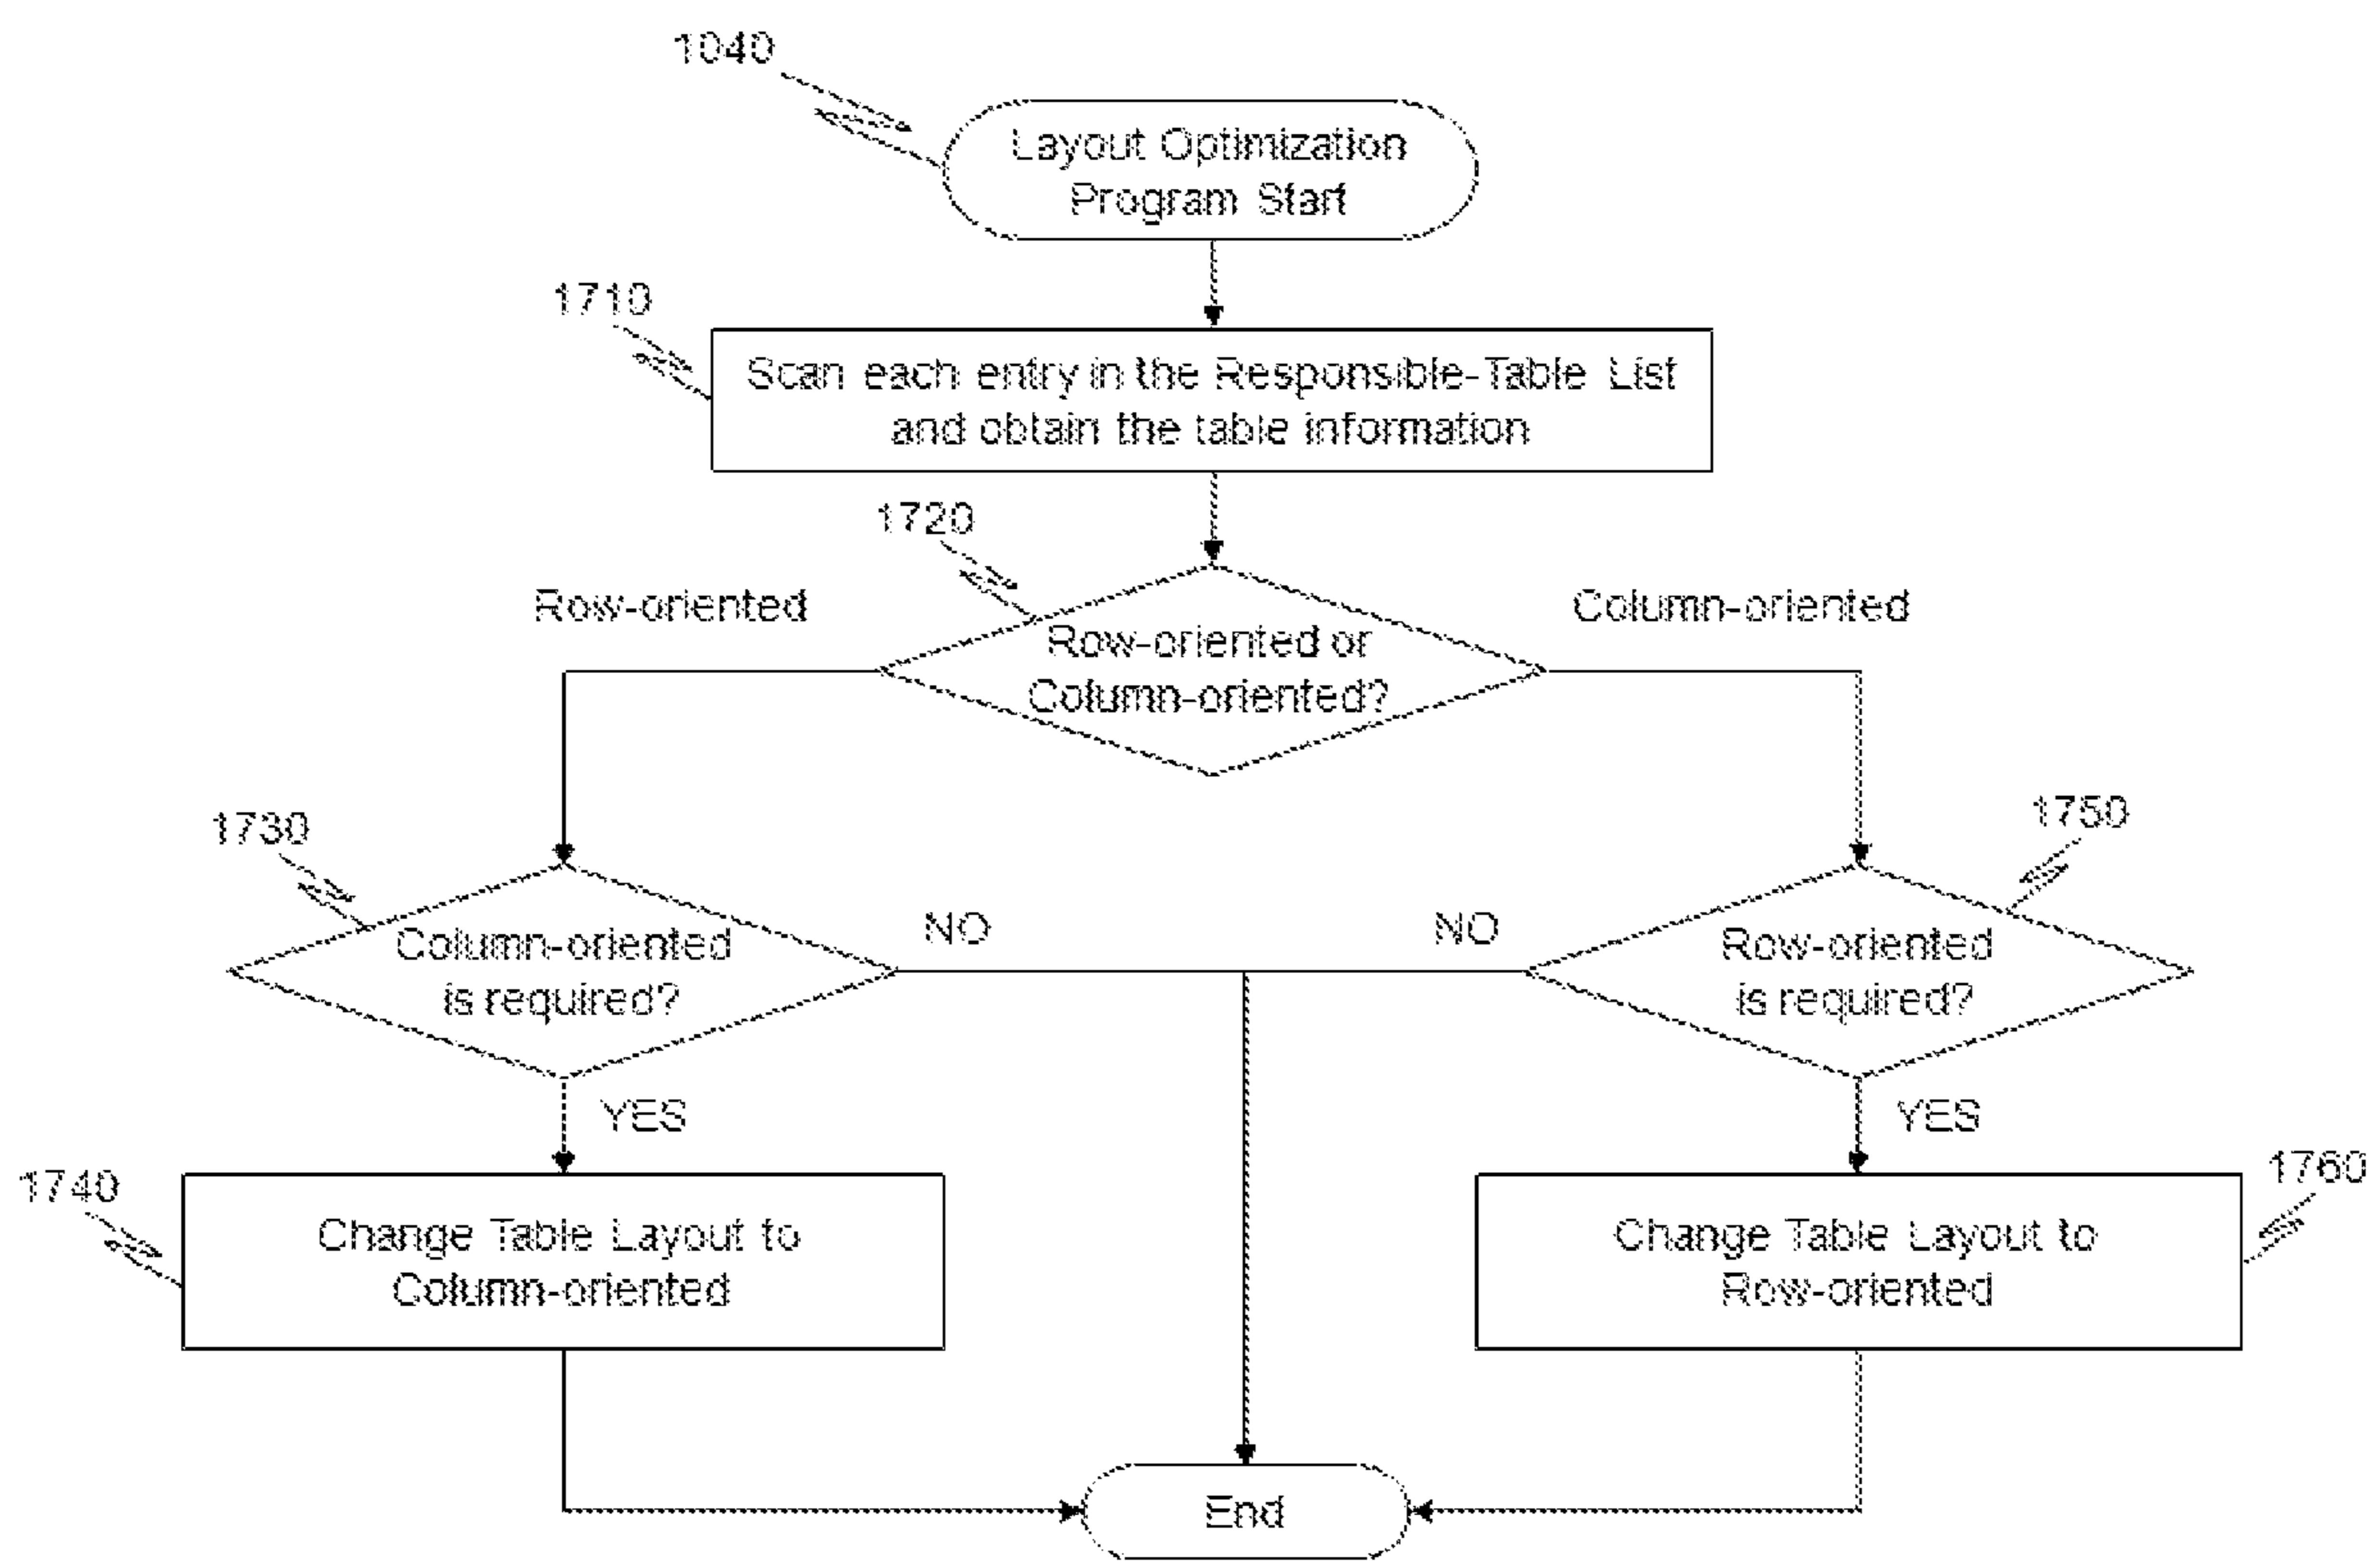 1040
Layout Optimization
Program Start
1710
Scan each entry in the Responsible-Table List
and obtain the table information
1720
Row-oriented
Column-oriented
Row-oriented or
Column-oriented?
1730
1750
NO
NO
Column-oriented
is required?
Row-oriented
is required?
YES
YES
1740
1760
Change Table Layout to
Column-oriented
Change Table Layout to
Row-oriented
End